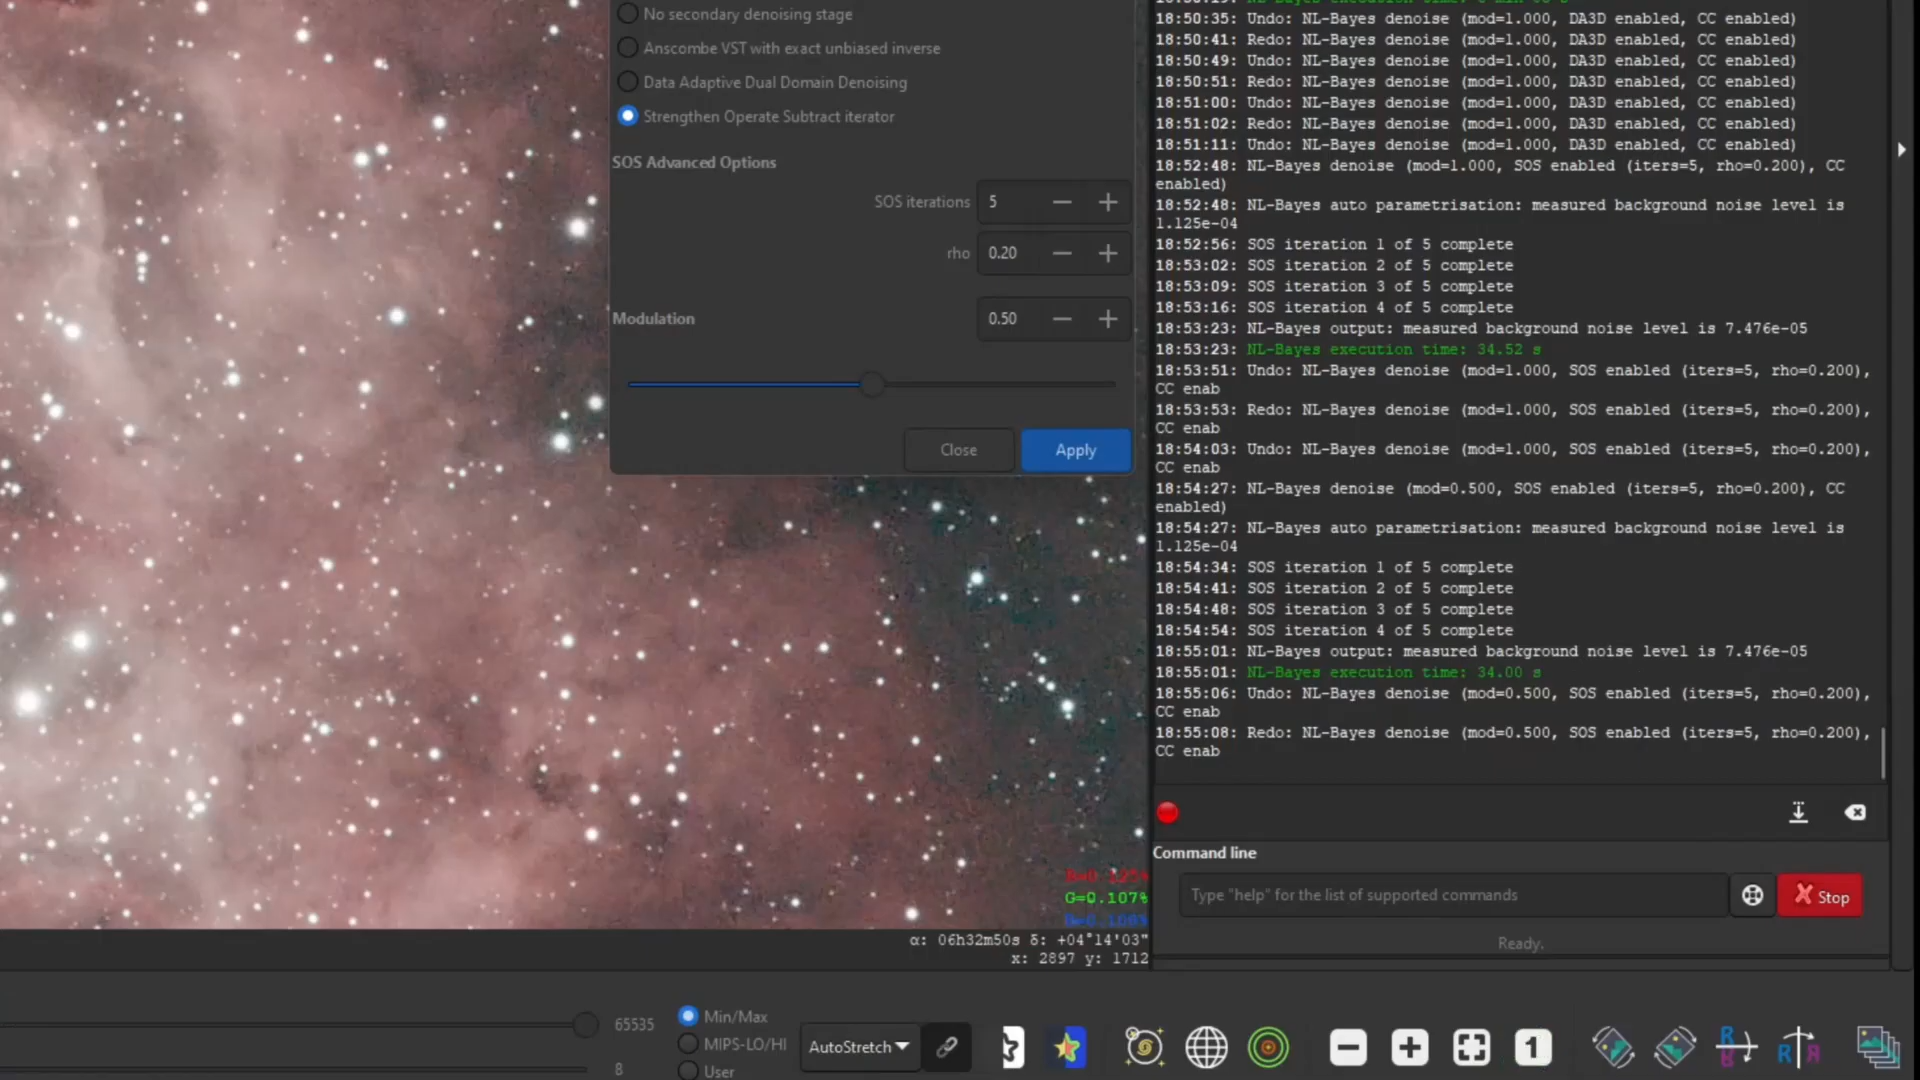 No secondary denoising stage
Anscombe VST with exact unbiased inverse
Data Adaptive Dual Domain Denoising
Strengthen Operate Subtract iterator
SOS Advanced Options
SOS iterations 5
rho 0.20
Modulation 0.50
Close Apply
18:50:35: Undo: NL-Bayes denoise (mod=1.000, DA3D enabled, CC enabled)
18:50:41: Redo: NL-Bayes denoise (mod=1.000, DA3D enabled, CC enabled)
18:50:49: Undo: NL-Bayes denoise (mod=1.000, DA3D enabled, CC enabled)
18:50:51: Redo: NL-Bayes denoise (mod=1.000, DA3D enabled, CC enabled)
18:51:00: Undo: NL-Bayes denoise (mod=1.000, DA3D enabled, CC enabled)
18:51:02: Redo: NL-Bayes denoise (mod=1.000, DA3D enabled, CC enabled)
18:51:11: Undo: NL-Bayes denoise (mod=1.000, DA3D enabled, CC enabled)
18:52:48: NL-Bayes denoise (mod=1.000, SOS enabled (iters=5, rho=0.200), CC
enabled)
18:52:48: NL-Bayes auto parametrisation: measured background noise level is
1.125e-04
18:52:56: SOS iteration 1 of 5 complete
18:53:02: SOS iteration 2 of 5 complete
18:53:09: SOS iteration 3 of 5 complete
18:53:16: SOS iteration 4 of 5 complete
18:53:23: NL-Bayes output: measured background noise level is 7.476e-05
18:53:23: NL-Bayes execution time: 34.52 s
18:53:51: Undo: NL-Bayes denoise (mod=1.000, SOS enabled (iters=5, rho=0.200),
CC enab
18:53:53: Redo: NL-Bayes denoise (mod=1.000, SOS enabled (iters=5, rho=0.200),
CC enab
18:54:03: Undo: NL-Bayes denoise (mod=1.000, SOS enabled (iters=5, rho=0.200),
CC enab
18:54:27: NL-Bayes denoise (mod=0.500, SOS enabled (iters=5, rho=0.200), CC
enabled)
18:54:27: NL-Bayes auto parametrisation: measured background noise level is
1.125e-04
18:54:34: SOS iteration 1 of 5 complete
18:54:41: SOS iteration 2 of 5 complete
18:54:48: SOS iteration 3 of 5 complete
18:54:54: SOS iteration 4 of 5 complete
18:55:01: NL-Bayes output: measured background noise level is 7.476e-05
18:55:01: NL-Bayes execution time: 34.00 s
18:55:06: Undo: NL-Bayes denoise (mod=0.500, SOS enabled (iters=5, rho=0.200),
CC enab
18:55:08: Redo: NL-Bayes denoise (mod=0.500, SOS enabled (iters=5, rho=0.200),
CC enab
Command line
Type "help" for the list of supported commands
Stop
Ready.
G=0.107%
α: 06h32m50s δ: +04°14'03"
x: 2897 y: 1712
65535
8
Min/Max
MIPS-LO/HI
User
AutoStretch
1
R R
R R